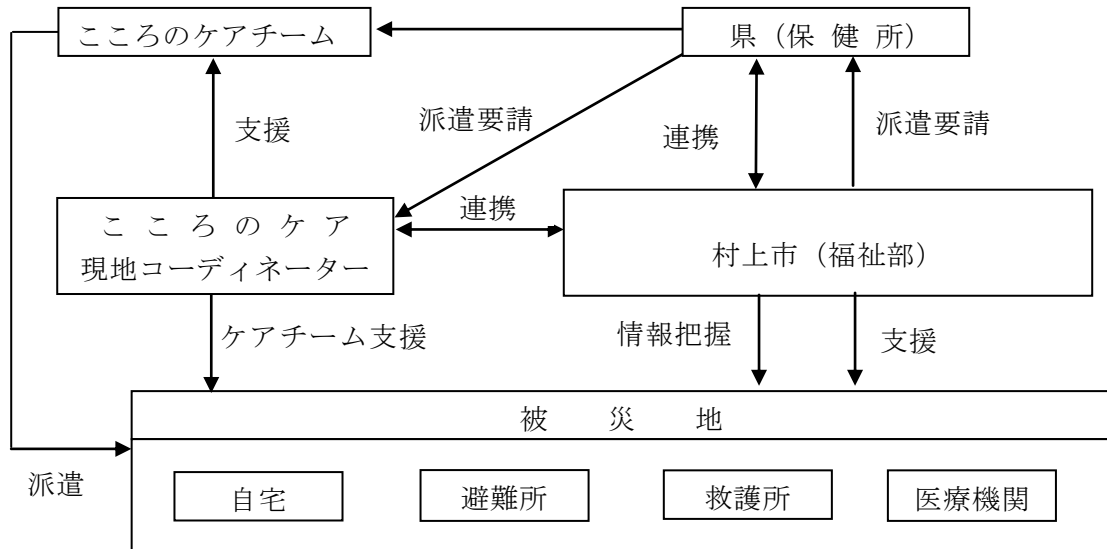 こころのケアチーム
県（保 健 所）
支援
派遣要請
連携
派遣要請
こ こ ろ の ケ ア
現地コーディネーター
連携
村上市（福祉部）
ケアチーム支援
情報把握
支援
被 災 地
派遣
自宅
避難所
救護所
医療機関